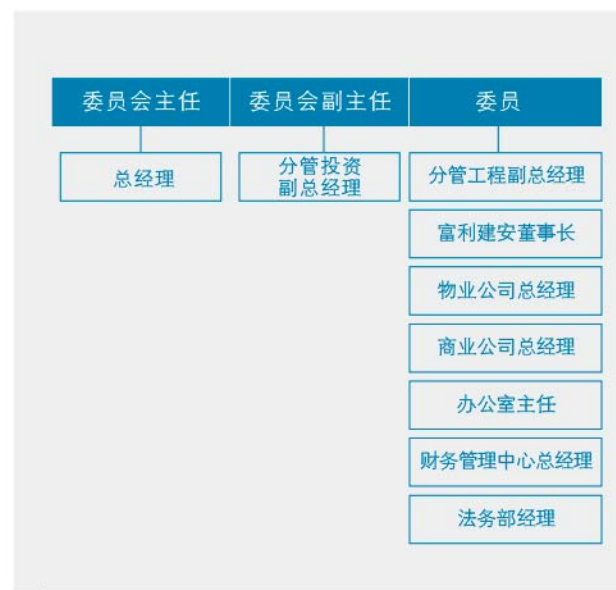 委员会主任
委员会副主任
委员
总经理
分管投资
副总经理
分管工程副总经理
富利建安董事长
物业公司总经理
商业公司总经理
办公室主任
财务管理中心总经理
法务部经理